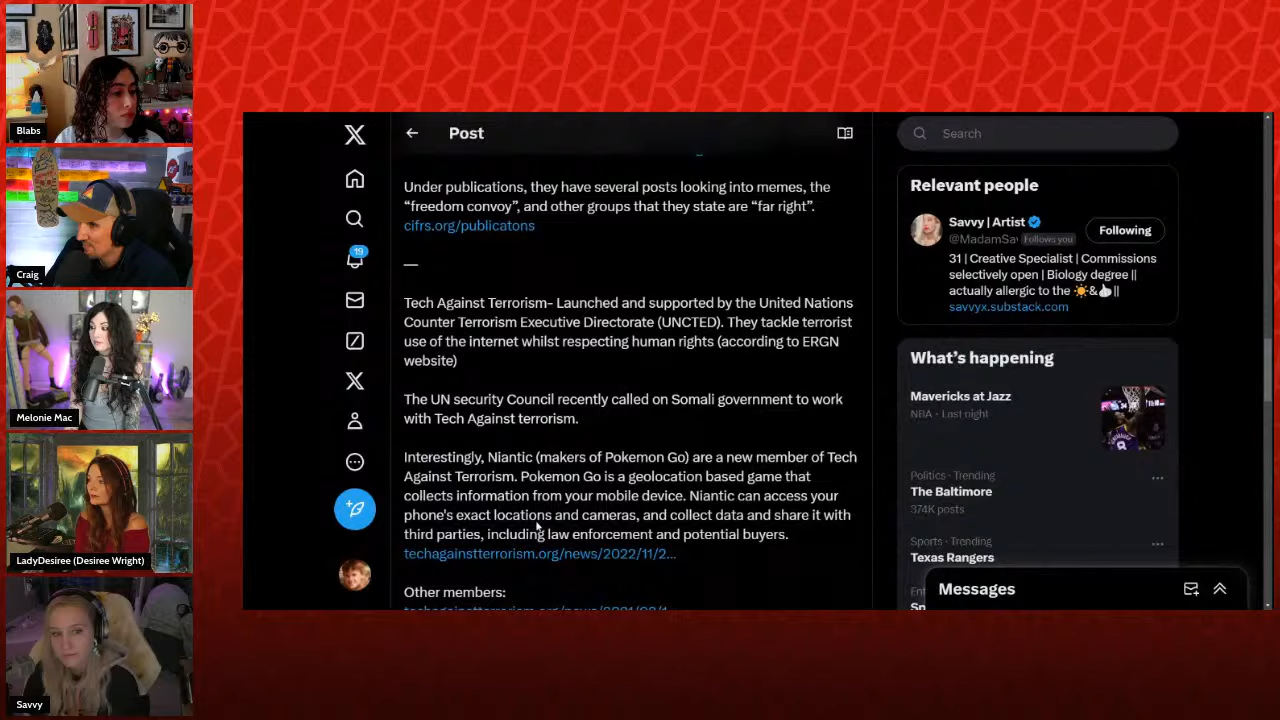 Blabs
Craig
Melonie Mac
LadyDesiree (Desiree Wright)
Savvy
Post
Under publications, they have several posts looking into memes, the
“freedom convoy”, and other groups that they state are “far right”.
cifrs.org/publicatons
—
Tech Against Terrorism- Launched and supported by the United Nations
Counter Terrorism Executive Directorate (UNCTED). They tackle terrorist
use of the internet whilst respecting human rights (according to ERGN
website)
The UN security Council recently called on Somali government to work
with Tech Against terrorism.
Interestingly, Niantic (makers of Pokemon Go) are a new member of Tech
Against Terrorism. Pokemon Go is a geolocation based game that
collects information from your mobile device. Niantic can access your
phone's exact locations and cameras, and collect data and share it with
third parties, including law enforcement and potential buyers.
techagainstterrorism.org/news/2022/11/2...
Other members:
19
Search
Relevant people
Savvy | Artist
@MadamSa Follows you
Following
31 | Creative Specialist | Commissions
selectively open | Biology degree ||
actually allergic to the ☀️&🧄||
savvyx.substack.com
What’s happening
Mavericks at Jazz
NBA · Last night
Politics · Trending
The Baltimore
374K posts
Sports · Trending
Texas Rangers
Messages